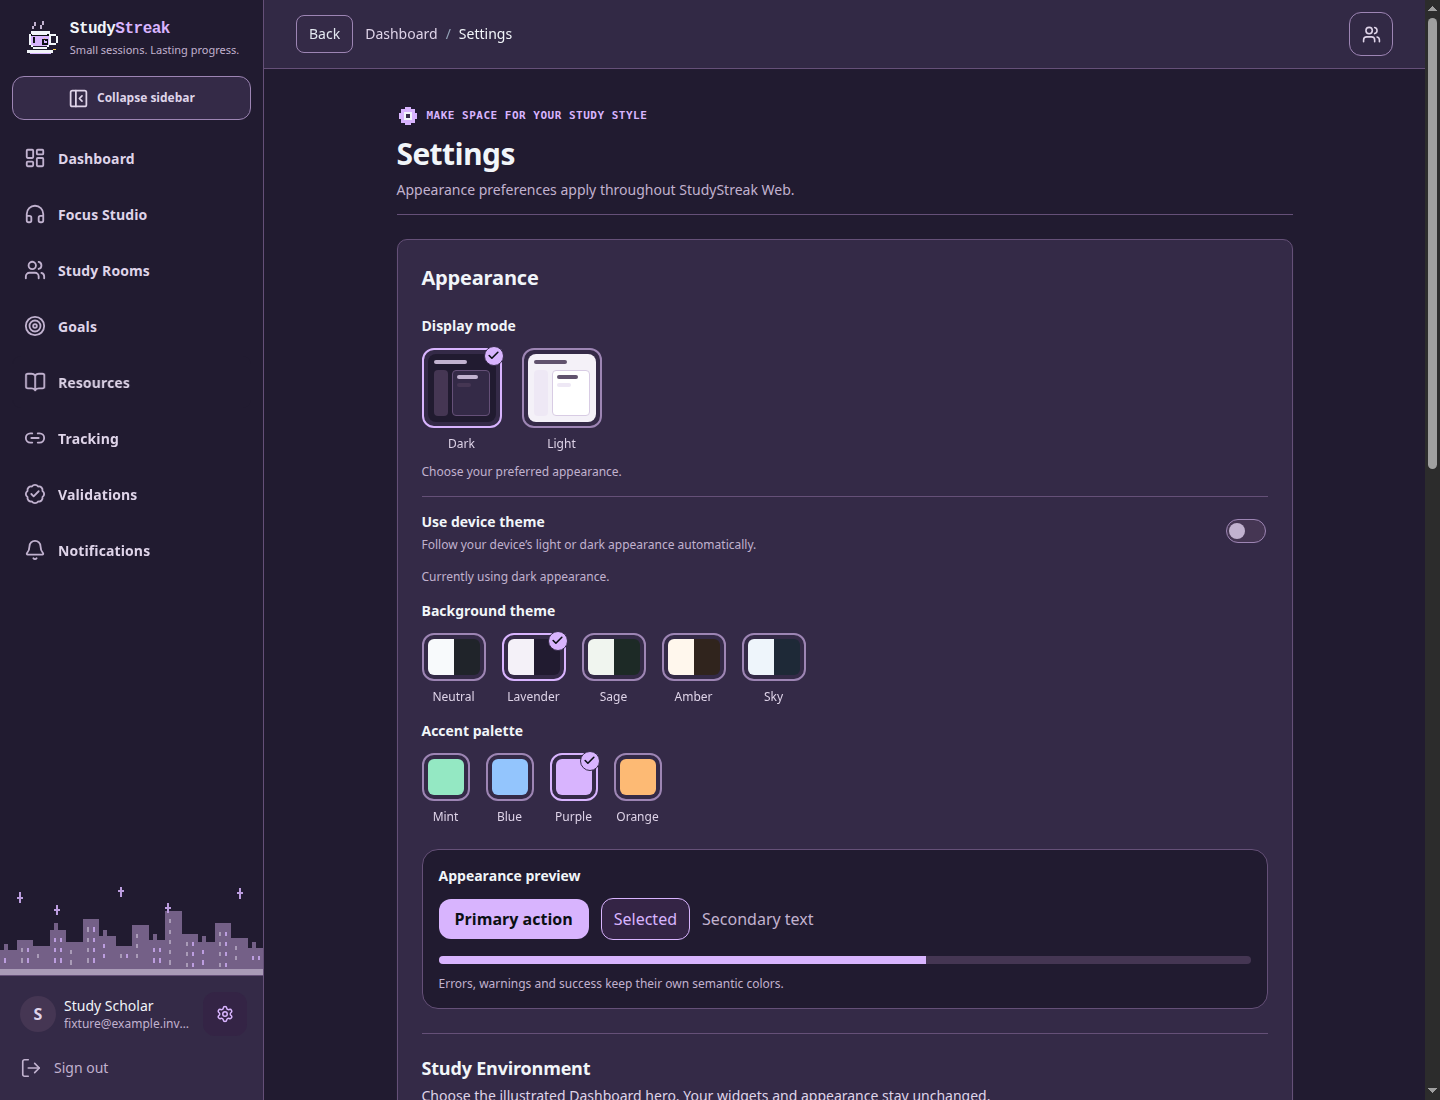 StudyStreak
Small sessions. Lasting progress.
Collapse sidebar
Dashboard
Focus Studio
Study Rooms
Goals
Resources
Tracking
Validations
Notifications
S
Study Scholar
fixture@example.inv...
Sign out
Back
Dashboard / Settings
MAKE SPACE FOR YOUR STUDY STYLE
Settings
Appearance preferences apply throughout StudyStreak Web.
Appearance
Display mode
Dark
Light
Choose your preferred appearance.
Use device theme
Follow your device’s light or dark appearance automatically.
Currently using dark appearance.
Background theme
Neutral
Lavender
Sage
Amber
Sky
Accent palette
Mint
Blue
Purple
Orange
Appearance preview
Primary action
Selected
Secondary text
Errors, warnings and success keep their own semantic colors.
Study Environment
Choose the illustrated Dashboard hero. Your widgets and appearance stay unchanged.